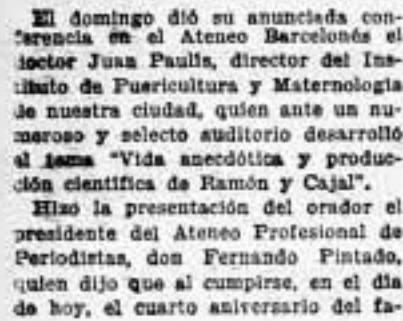 El domingo dió su anunciada con-
ferencia en el Ateneo Barcelonés el
doctor Juan Paulís, director del Ins-
tituto de Puericultura y Maternología
de nuestra ciudad, quien ante un nu-
meroso y selecto auditorio desarrolló
el tema "Vida anecdótica y produc-
ción científica de Ramón y Cajal".
Hizo la presentación del orador el
presidente del Ateneo Profesional de
Periodistas, don Fernando Pintado,
quien dijo que al cumplirse, en el día
de hoy, el cuarto aniversario del fa-